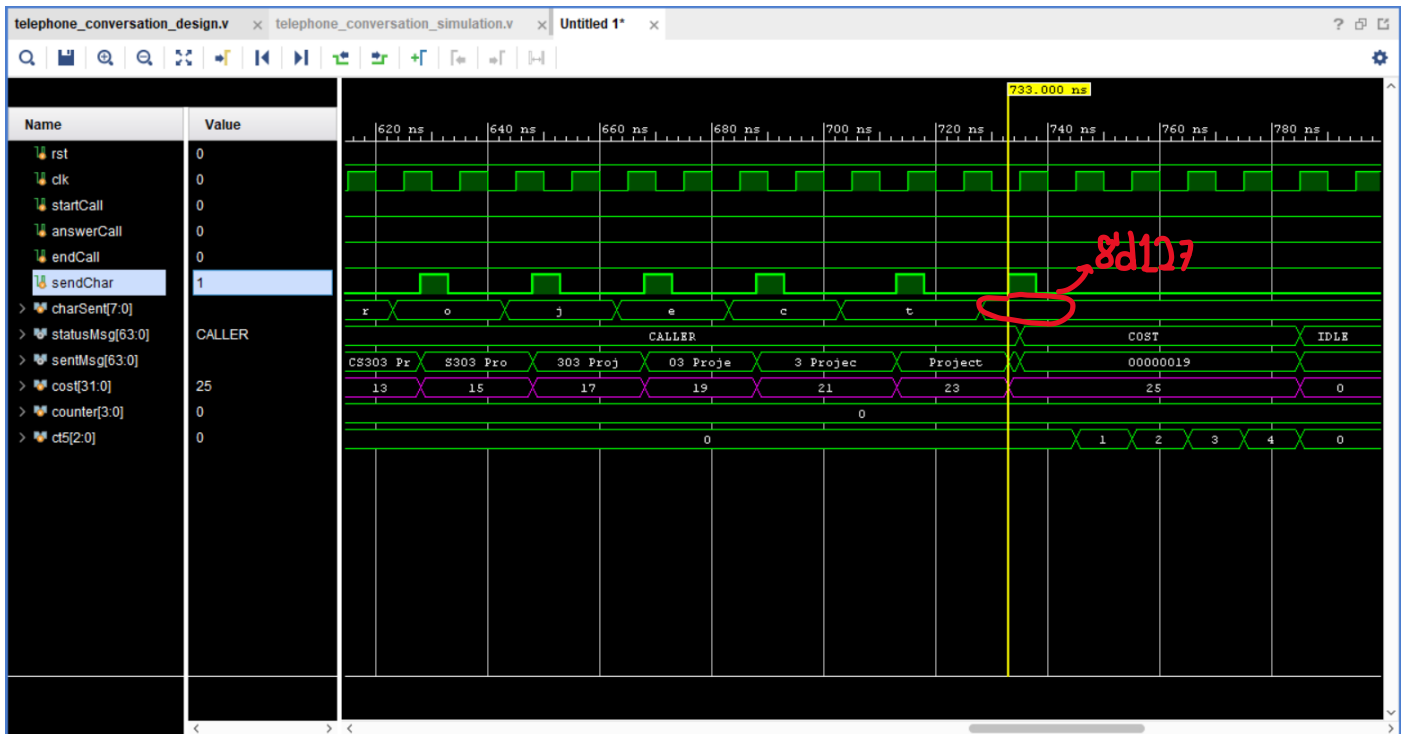 telephone_conversation_design.v × telephone_conversation_simulation.v × Untitled 1* ×
733.000 ns
Name Value
620 ns 640 ns 660 ns 680 ns 700 ns 720 ns 740 ns 760 ns 780 ns
rst 0
clk 0
startCall 0
answerCall 0
endCall 0
8d127
sendChar 1
charSent[7:0] r o j e c t
statusMsg[63:0] CALLER CALLER COST IDLE
sentMsg[63:0] CS303 Pr S303 Pro 303 Proj 03 Proje 3 Projec Project 00000019
cost[31:0] 25 13 15 17 19 21 23 25 0
counter[3:0] 0 0
ct5[2:0] 0 0 1 2 3 4 0